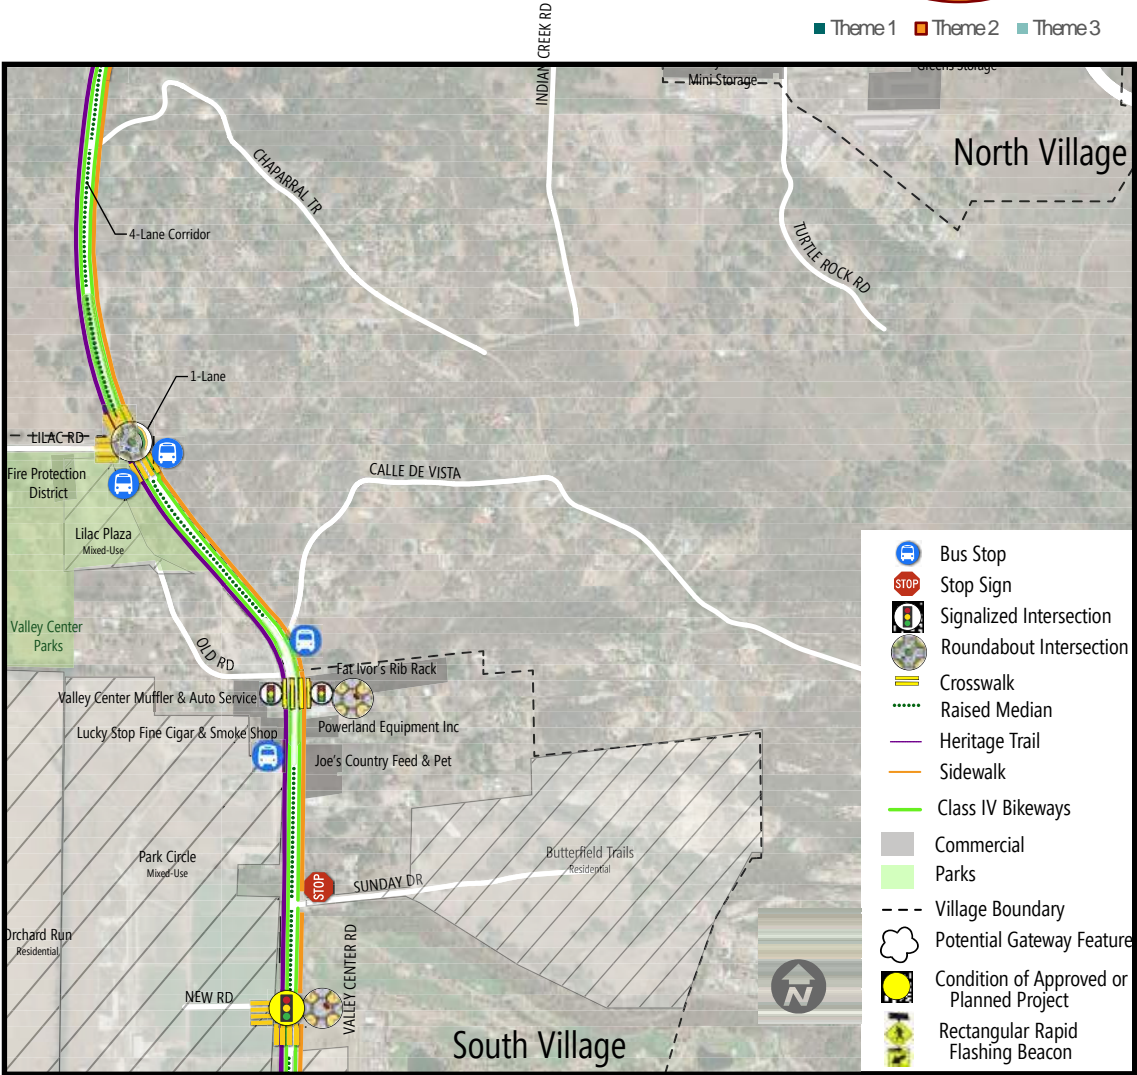 Theme 1 Theme 2 Theme 3
INDIAN CREEK RD
Mini Storage
Greens Storage
North Village
CHAPARRAL TR
4-Lane Corridor
TURTLE ROCK RD
1-Lane
LILAC RD
Fire Protection
District
CALLE DE VISTA
Lilac Plaza
Mixed-Use
Valley Center
Parks
OLD RD
Fat Ivor's Rib Rack
Valley Center Muffler & Auto Service
Lucky Stop Fine Cigar & Smoke Shop
Powerland Equipment Inc
Joe's Country Feed & Pet
Park Circle
Mixed-Use
Butterfield Trails
Residential
STOP
SUNDAY DR
Orchard Run
Residential
VALLEY CENTER RD
NEW RD
South Village
N
Bus Stop
STOP
Stop Sign
Signalized Intersection
Roundabout Intersection
Crosswalk
Raised Median
Heritage Trail
Sidewalk
Class IV Bikeways
Commercial
Parks
Village Boundary
Potential Gateway Feature
Condition of Approved or
Planned Project
Rectangular Rapid
Flashing Beacon